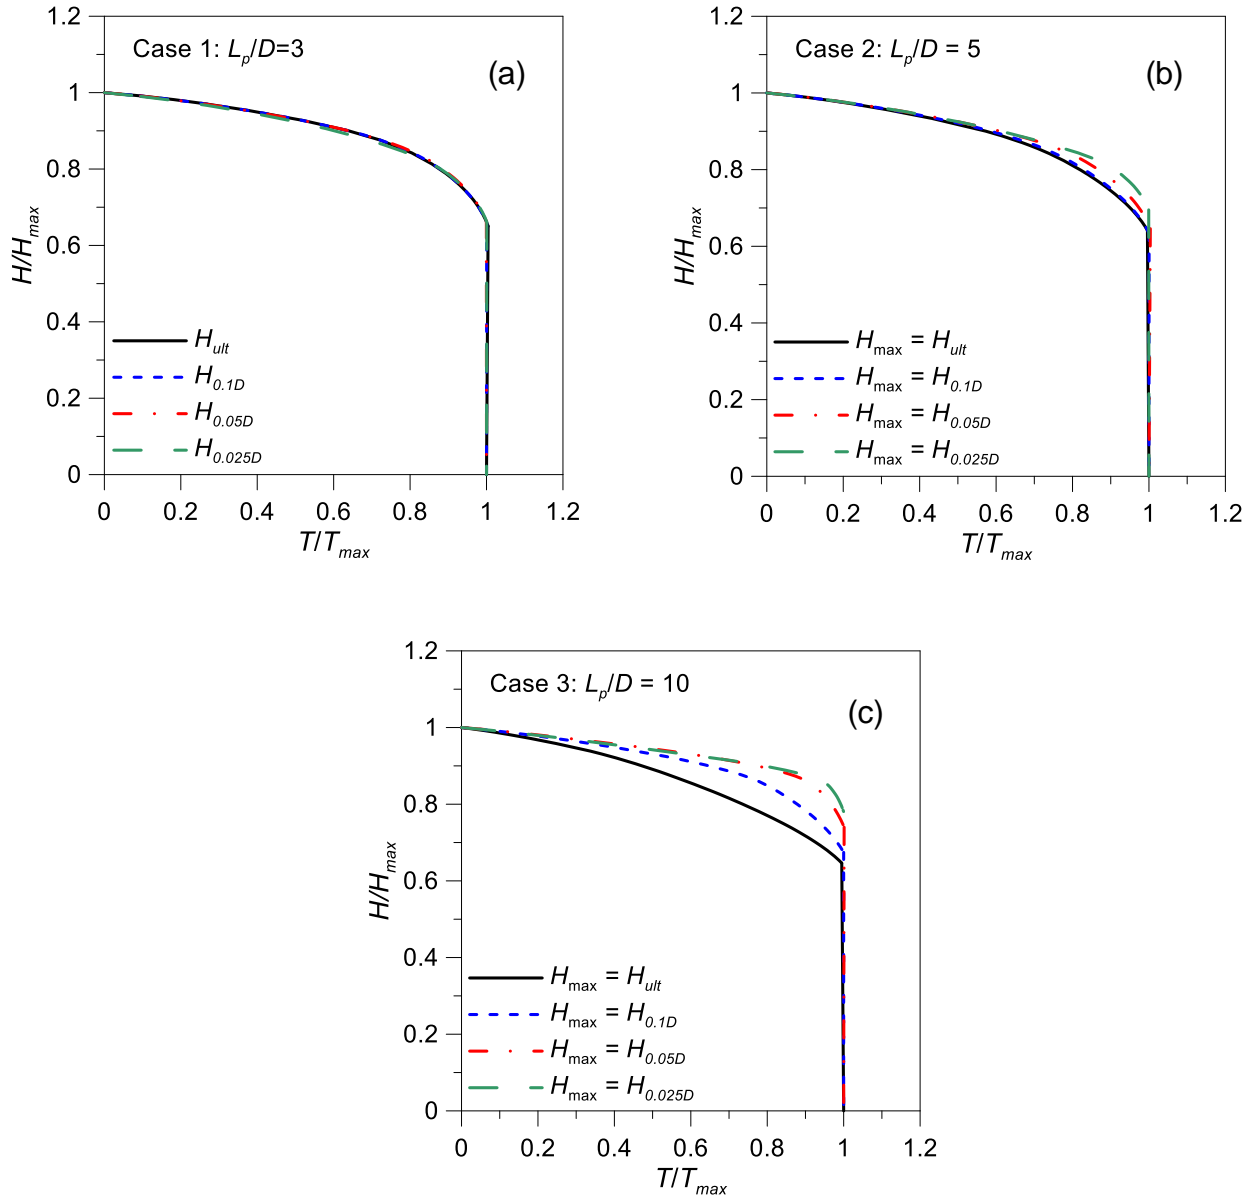 Case 1: Lp/D=3
(a)
1.2
1
0.8
0.6
0.4
0.2
0
H/Hmax
Hult
H0.1D
H0.05D
H0.025D
0 0.2 0.4 0.6 0.8 1 1.2
T/Tmax
Case 2: Lp/D = 5
(b)
1.2
1
0.8
0.6
0.4
0.2
0
H/Hmax
Hmax = Hult
Hmax = H0.1D
Hmax = H0.05D
Hmax = H0.025D
0 0.2 0.4 0.6 0.8 1 1.2
T/Tmax
Case 3: Lp/D = 10
(c)
1.2
1
0.8
0.6
0.4
0.2
0
H/Hmax
Hmax = Hult
Hmax = H0.1D
Hmax = H0.05D
Hmax = H0.025D
0 0.2 0.4 0.6 0.8 1 1.2
T/Tmax